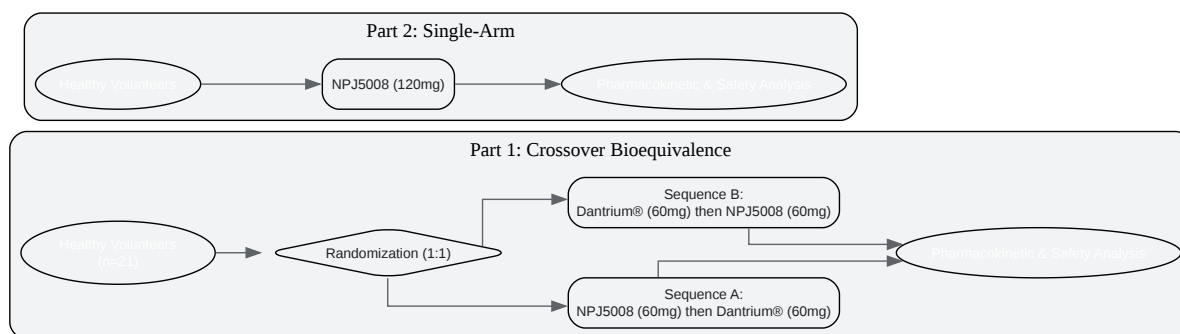 Part 2: Single-Arm
Healthy Volunteers
NPJ5008 (120mg)
Pharmacokinetic & Safety Analysis
Part 1: Crossover Bioequivalence
Sequence B:
Dantrium® (60mg) then NPJ5008 (60mg)
Healthy Volunteers
(n=21)
Randomization (1:1)
Pharmacokinetic & Safety Analysis
Sequence A:
NPJ5008 (60mg) then Dantrium® (60mg)